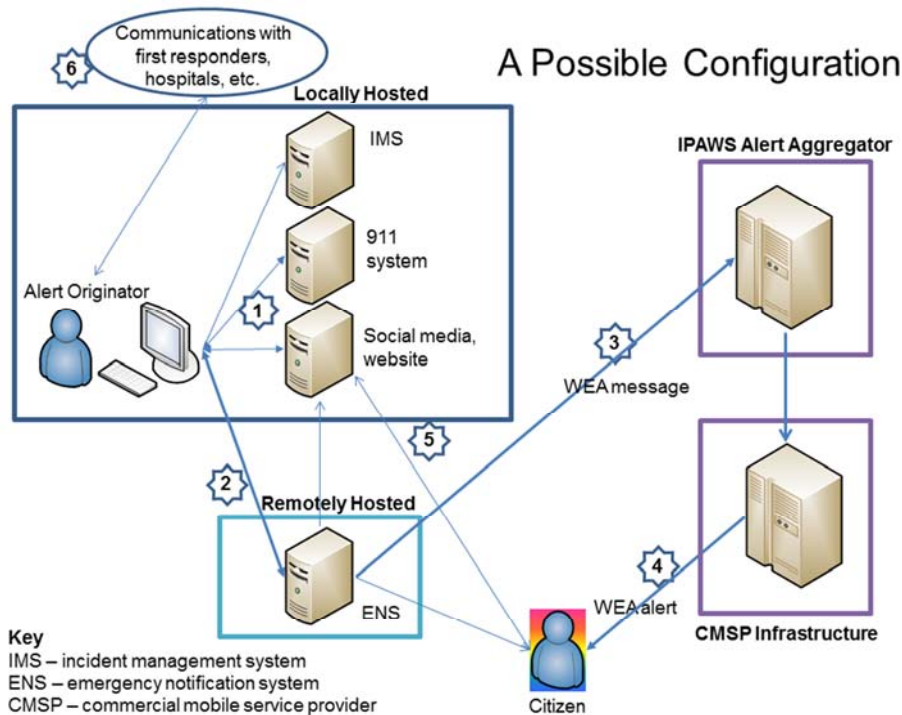 A Possible Configuration
Communications with
first responders,
hospitals, etc.
6
Locally Hosted
IMS
911
system
Social media,
website
Alert Originator
1
2
Remotely Hosted
ENS
3
WEA message
IPAWS Alert Aggregator
5
4
WEA alert
CMSP Infrastructure
Citizen
Key
IMS – incident management system
ENS – emergency notification system
CMSP – commercial mobile service provider